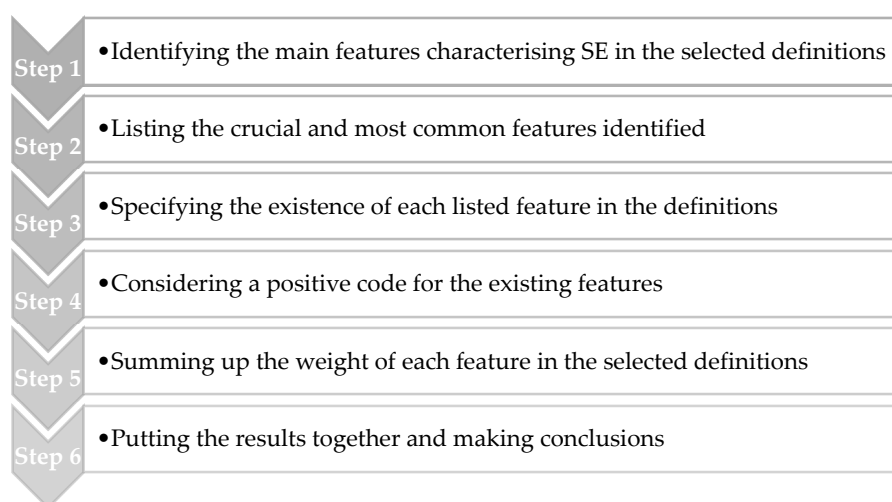 Step 1
•Identifying the main features characterising SE in the selected definitions
Step 2
•Listing the crucial and most common features identified
Step 3
•Specifying the existence of each listed feature in the definitions
Step 4
•Considering a positive code for the existing features
Step 5
•Summing up the weight of each feature in the selected definitions
Step 6
•Putting the results together and making conclusions